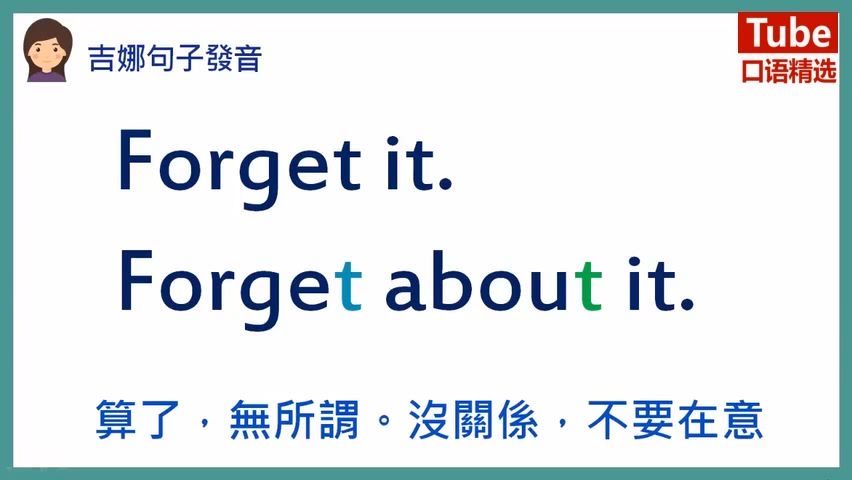 吉娜句子發音
Tube
口语精选
Forget it.
Forget about it.
算了，無所謂。沒關係，不要在意